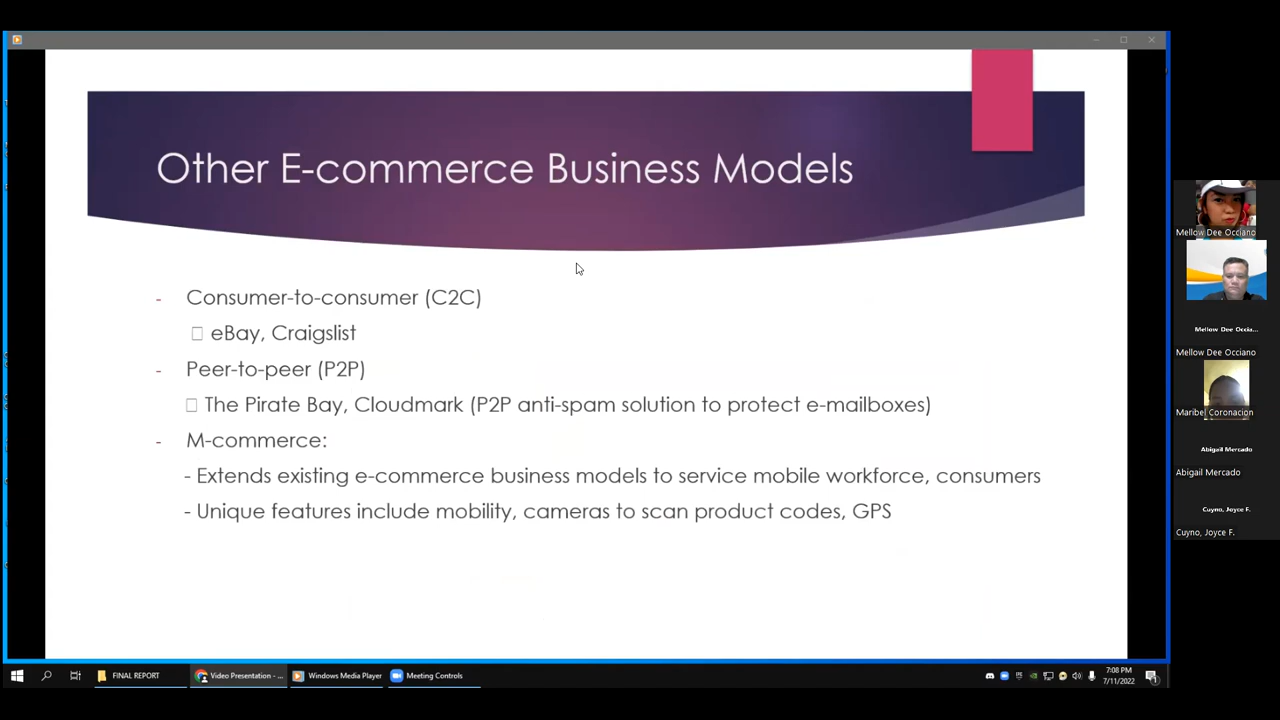 Other E-commerce Business Models
- Consumer-to-consumer (C2C)
eBay, Craigslist
- Peer-to-peer (P2P)
The Pirate Bay, Cloudmark (P2P anti-spam solution to protect e-mailboxes)
- M-commerce:
- Extends existing e-commerce business models to service mobile workforce, consumers
- Unique features include mobility, cameras to scan product codes, GPS
Mellow Dee Occiano
Mellow Dee Occia...
Mellow Dee Occiano
Maribel Coronacion
Abigail Mercado
Abigail Mercado
Cuyno, Joyce F.
Cuyno, Joyce F.
FINAL REPORT
Video Presentation - ...
Windows Media Player
Meeting Controls
7:08 PM
7/11/2022